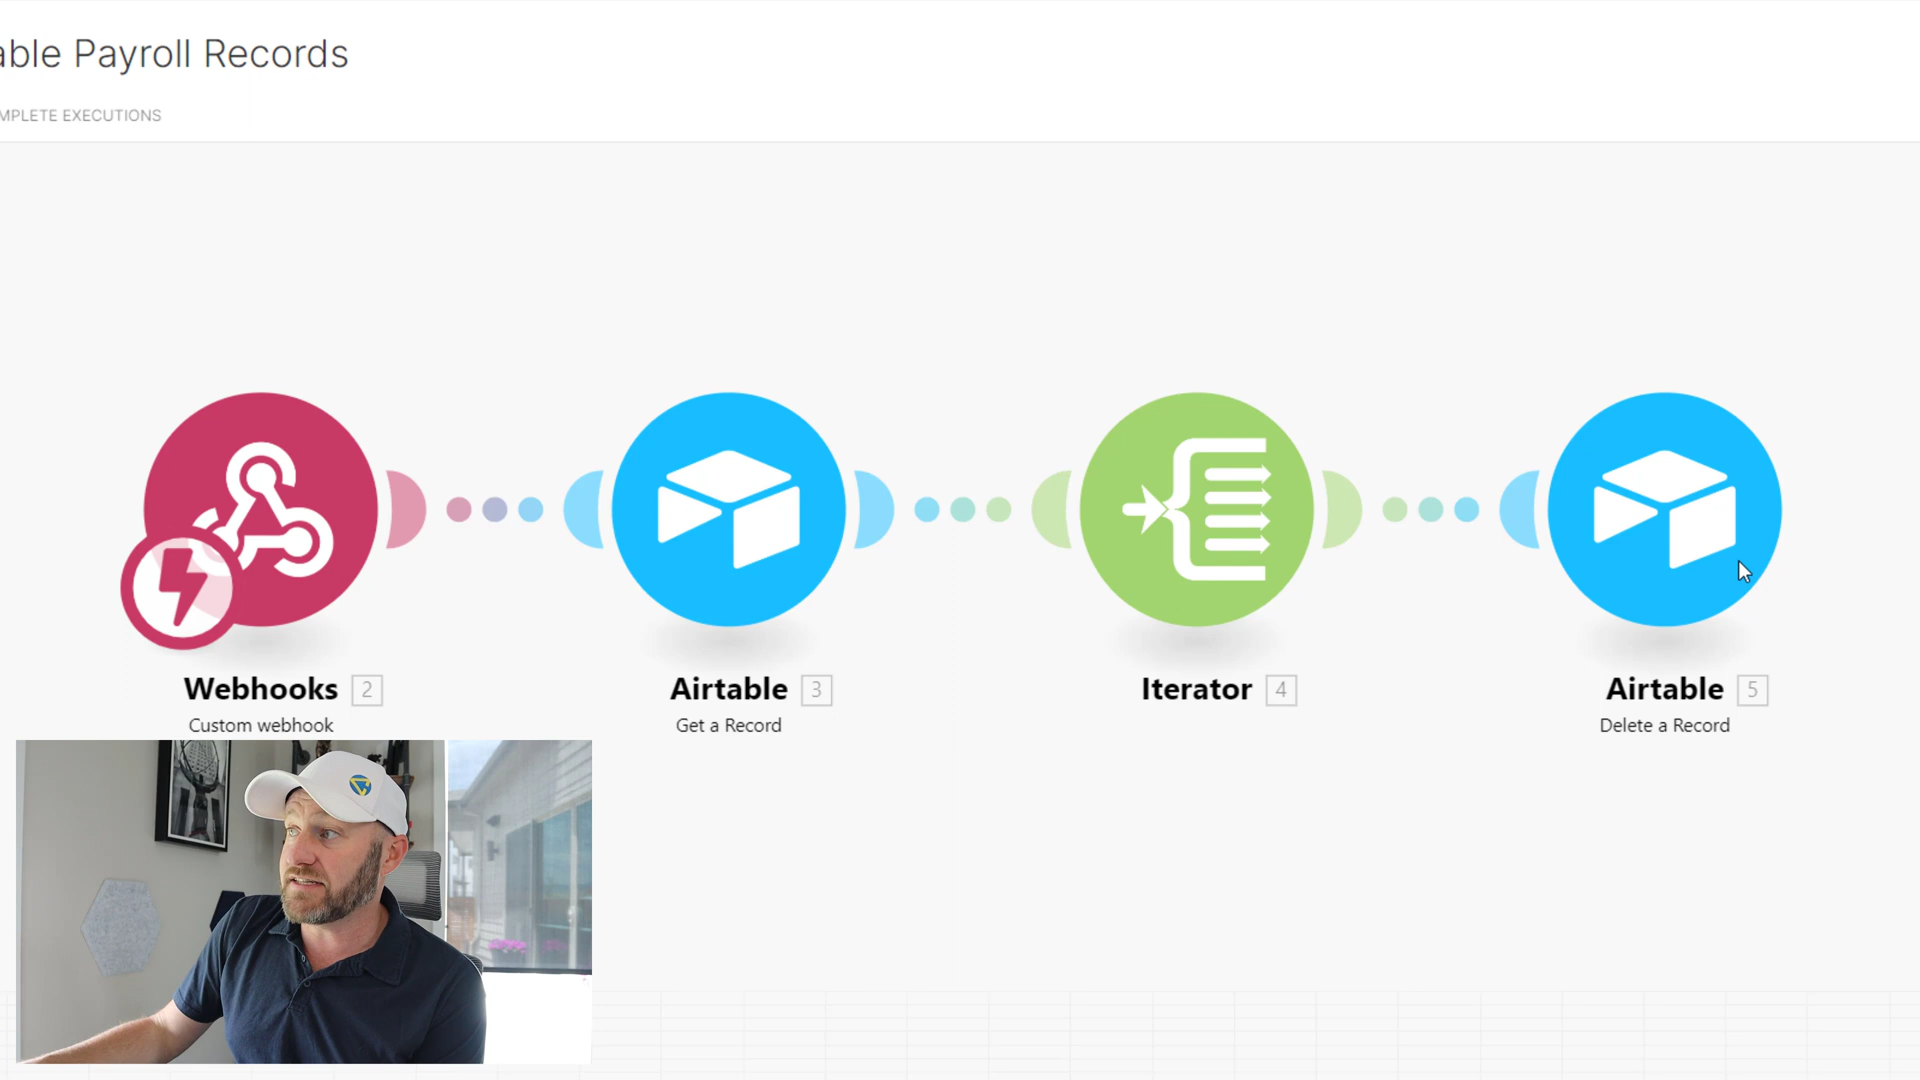 able Payroll Records
MPLETE EXECUTIONS
Webhooks 2
Custom webhook
Airtable 3
Get a Record
Iterator 4
Airtable 5
Delete a Record